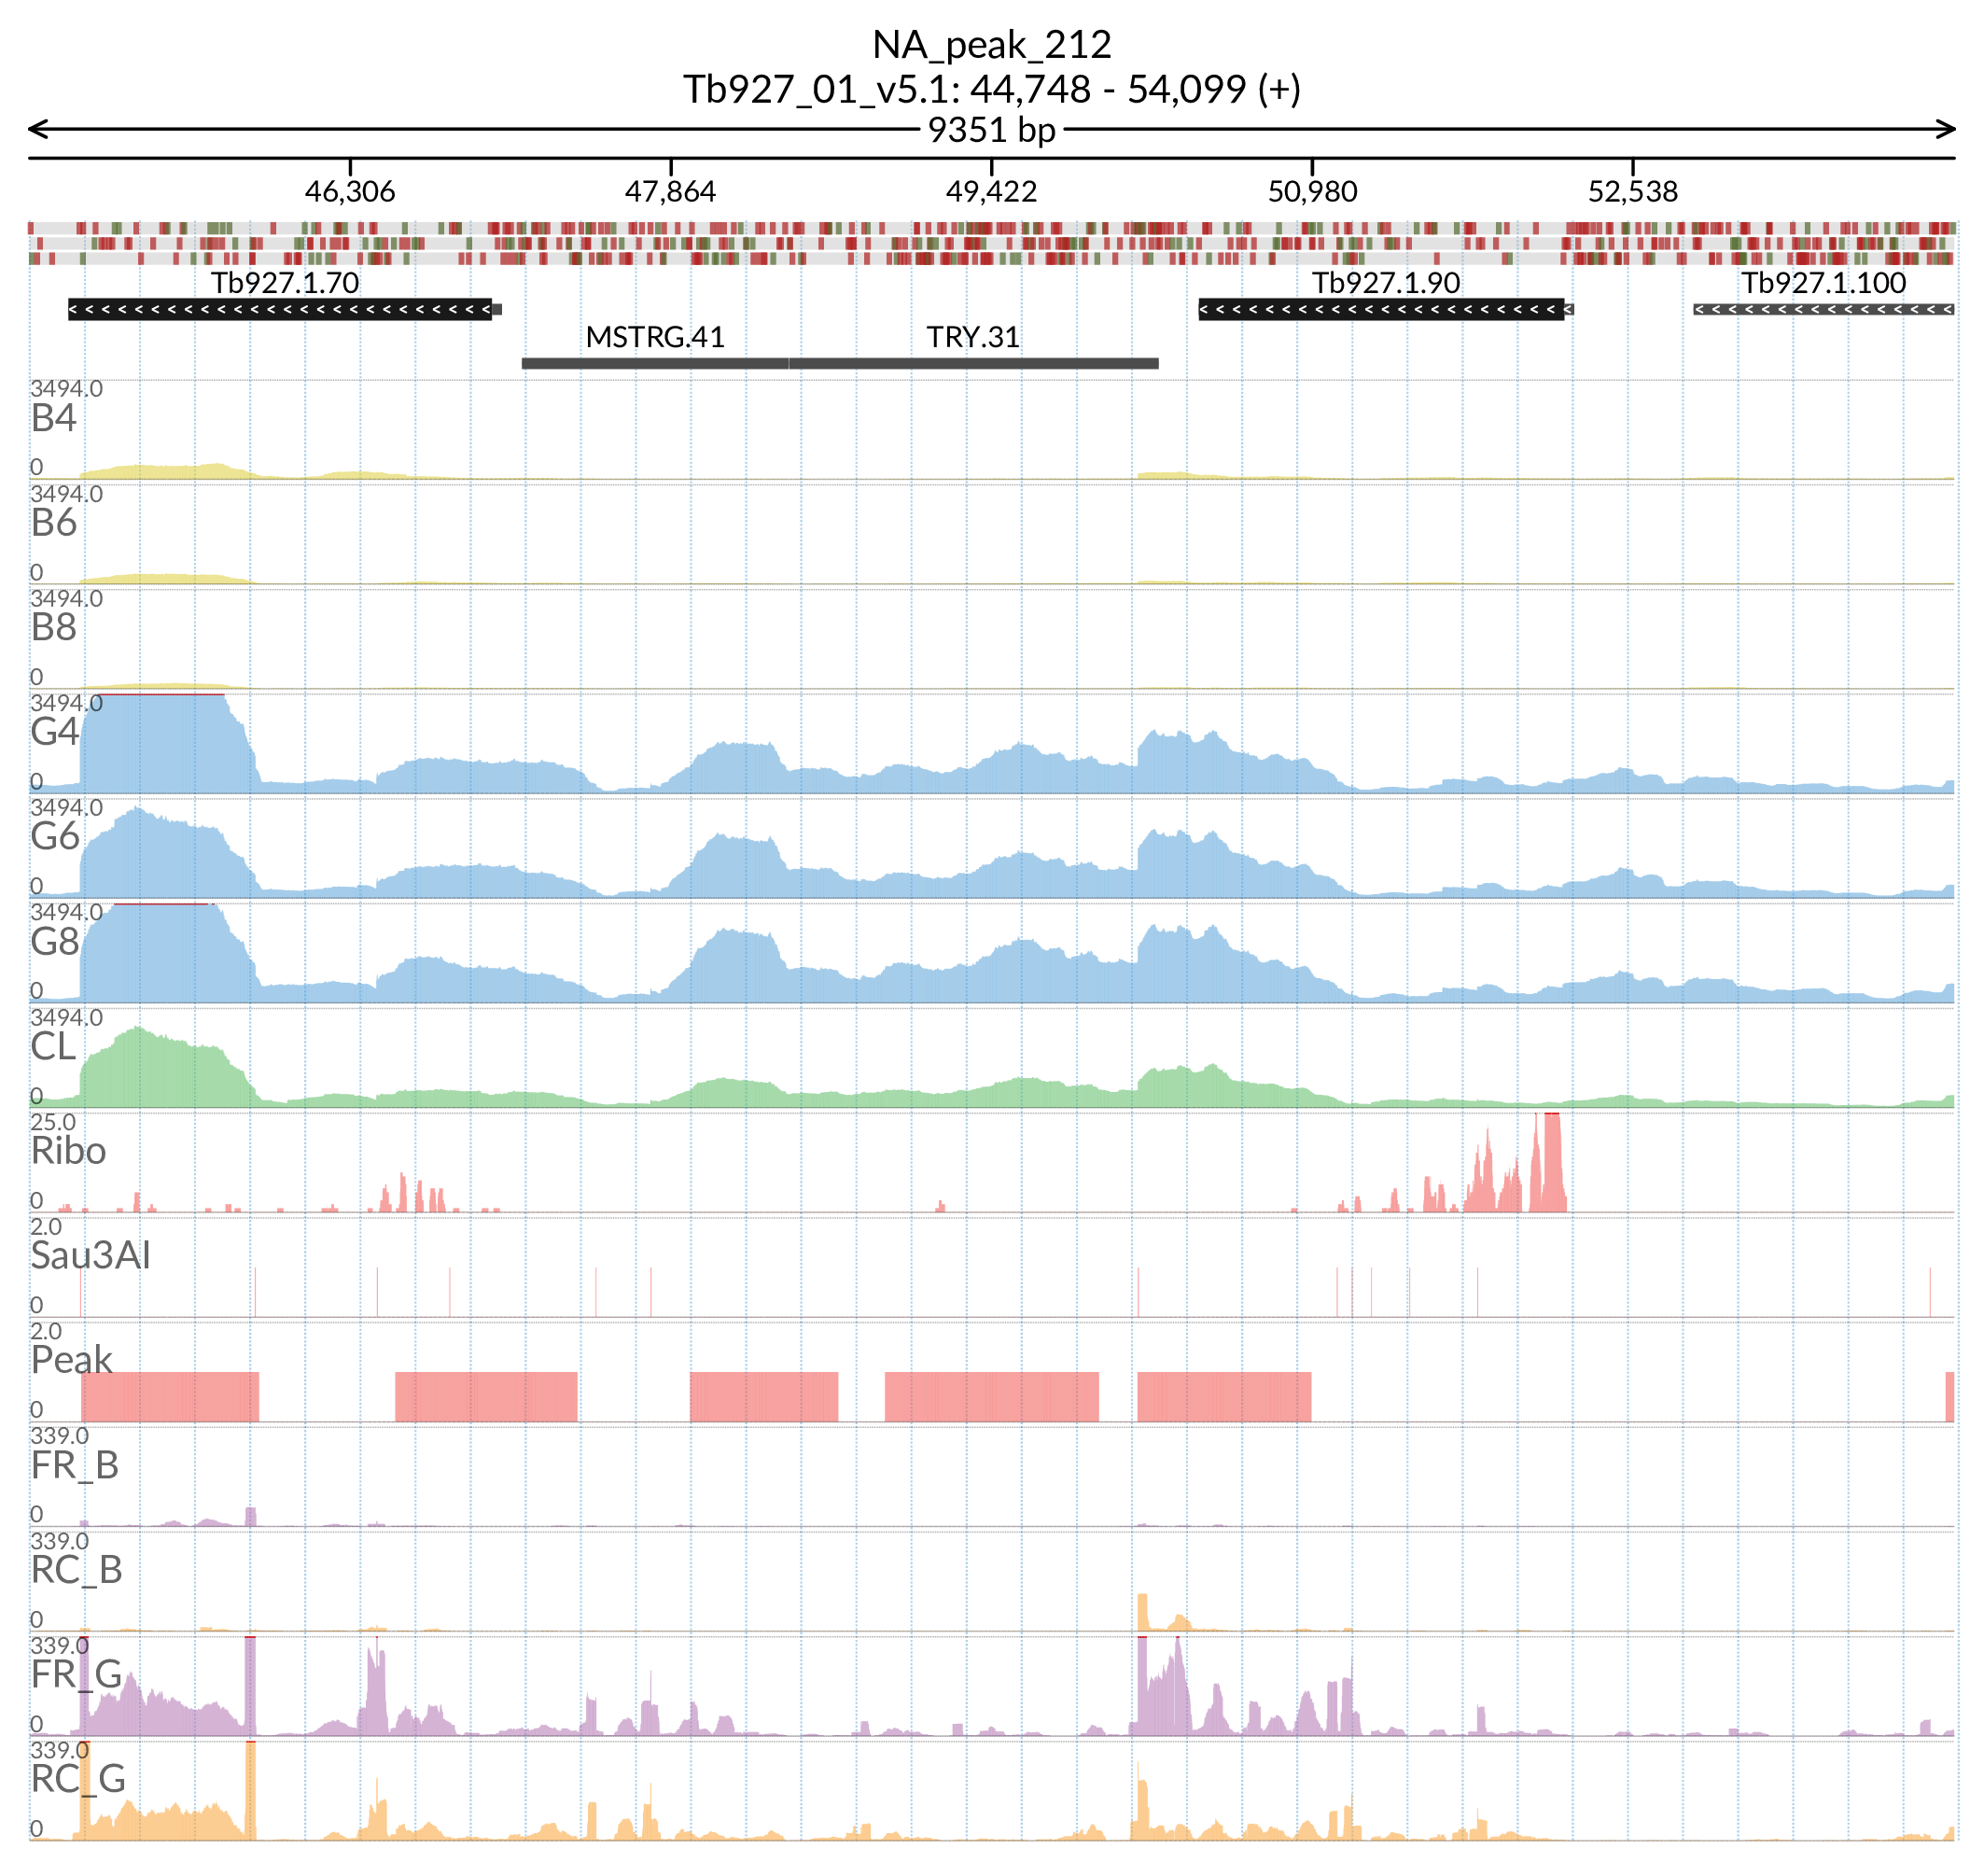 NA_peak_212
Tb927_01_v5.1: 44,748 - 54,099 (+)
9351 bp
46,306 47,864 49,422 50,980 52,538
Tb927.1.70 Tb927.1.90 Tb927.1.100
MSTRG.41 TRY.31
3494.0
B4
0
3494.0
B6
0
3494.0
B8
0
3494.0
G4
0
3494.0
G6
0
3494.0
G8
0
3494.0
CL
0
25.0
Ribo
0
2.0
Sau3AI
0
2.0
Peak
0
339.0
FR_B
0
339.0
RC_B
0
339.0
FR_G
0
339.0
RC_G
0